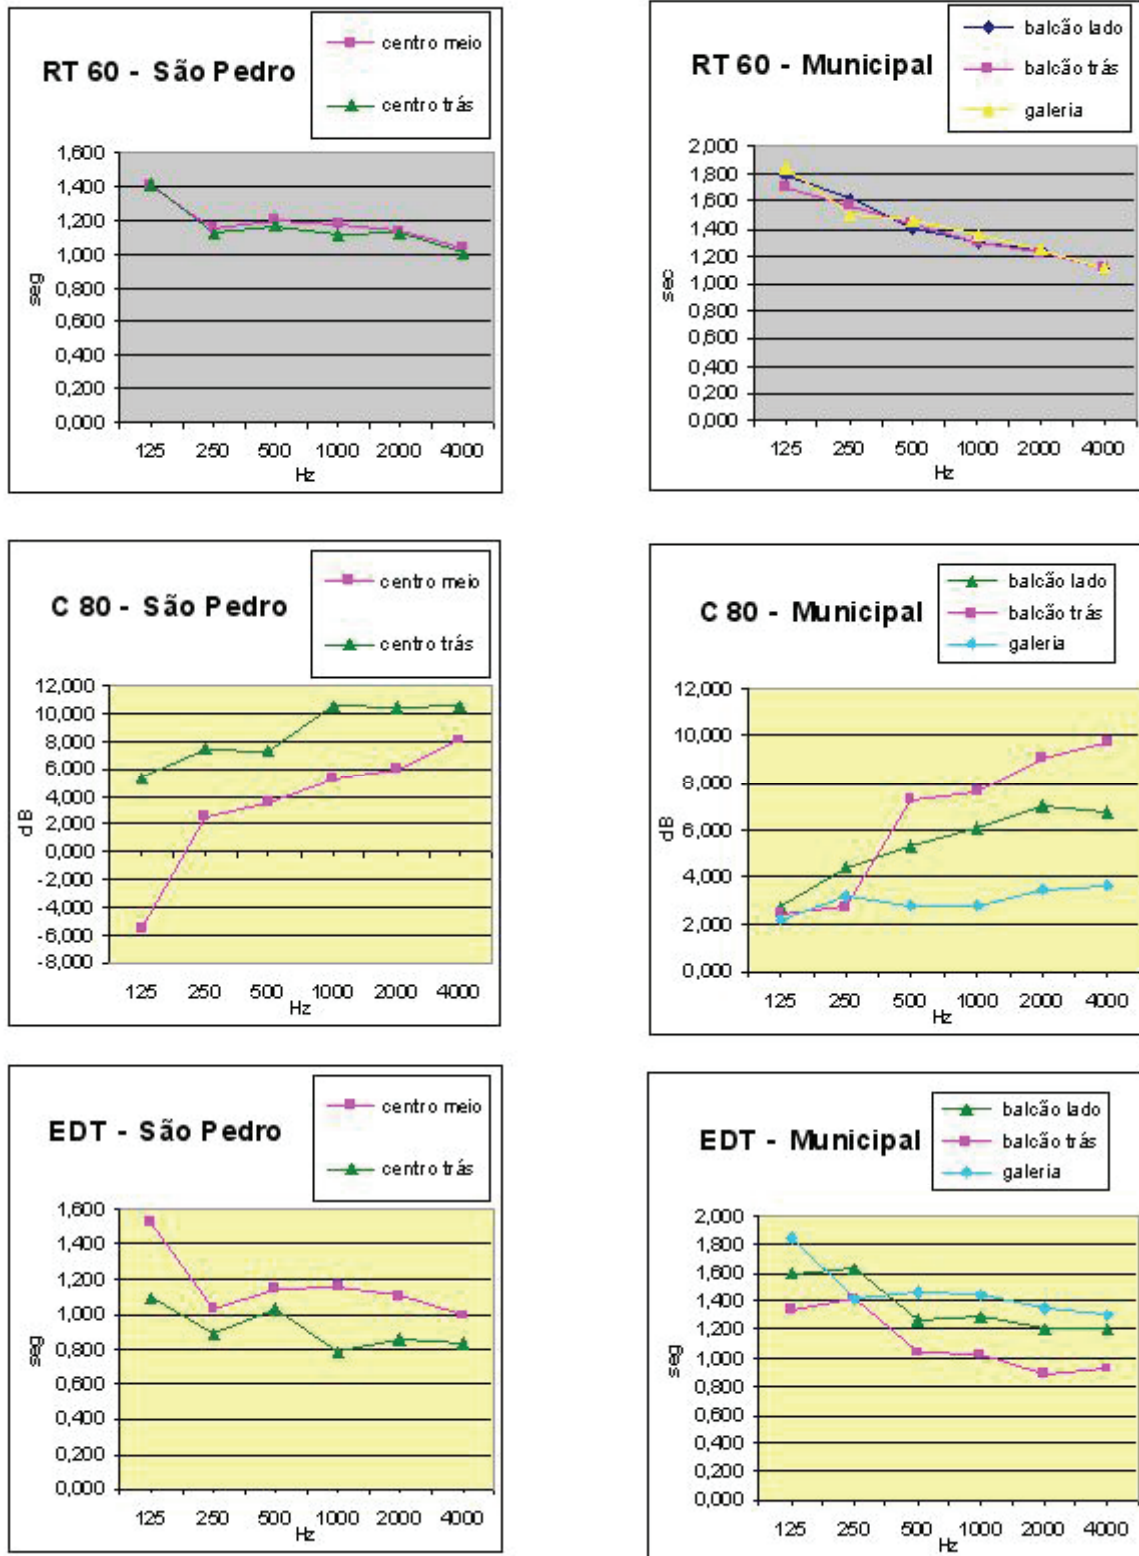 RT 60 - São Pedro
centro meio
centro trás
1,600
1,400
1,200
1,000
0,800
0,600
0,400
0,200
0,000
seg
125 250 500 1000 2000 4000
Hz
RT 60 - Municipal
balcão lado
balcão trás
galeria
2,000
1,800
1,600
1,400
1,200
1,000
0,800
0,600
0,400
0,200
0,000
sec
125 250 500 1000 2000 4000
Hz
C 80 - São Pedro
centro meio
centro trás
12,000
10,000
8,000
6,000
4,000
2,000
0,000
-2,000
-4,000
-6,000
-8,000
dB
125 250 500 1000 2000 4000
Hz
C 80 - Municipal
balcão lado
balcão trás
galeria
12,000
10,000
8,000
6,000
4,000
2,000
0,000
dB
125 250 500 1000 2000 4000
Hz
EDT - São Pedro
centro meio
centro trás
1,600
1,400
1,200
1,000
0,800
0,600
0,400
0,200
0,000
seg
125 250 500 1000 2000 4000
Hz
EDT - Municipal
balcão lado
balcão trás
galeria
2,000
1,800
1,600
1,400
1,200
1,000
0,800
0,600
0,400
0,200
0,000
seg
125 250 500 1000 2000 4000
Hz